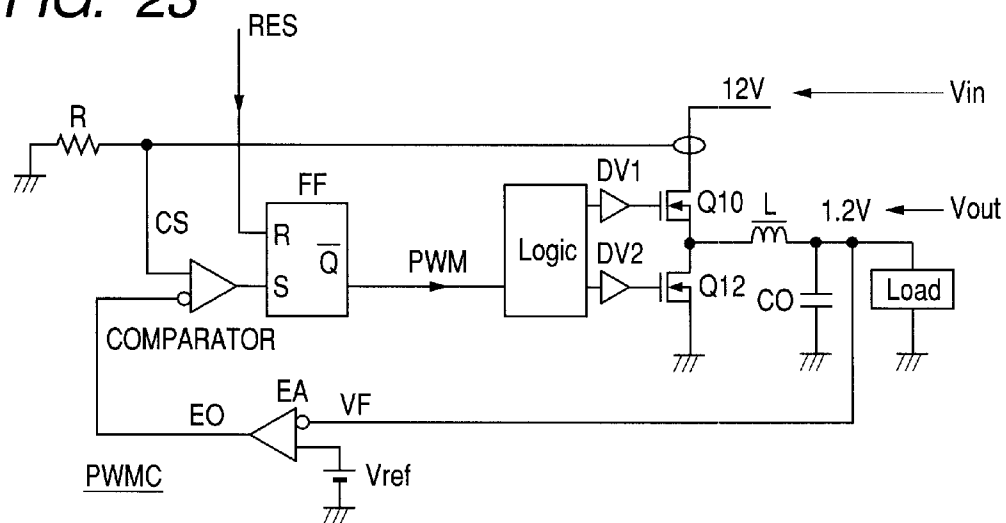 FIG. 23
RES
12V
Vin
R
DV1
FF
Q10
L
1.2V
Vout
CS
R
Q
PWM
Logic
DV2
S
Q12
CO
Load
COMPARATOR
EA
VF
EO
PWMC
Vref